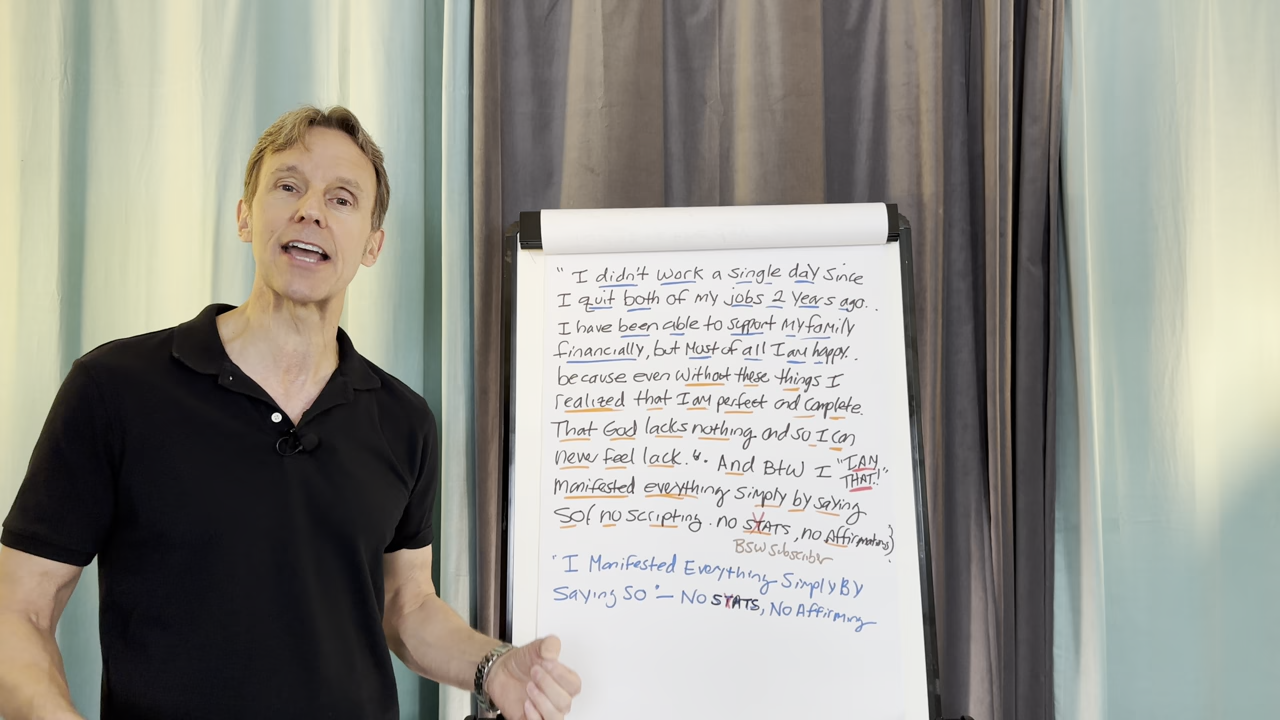 " I didn't work a single day since
I quit both of my jobs 2 years ago.
I have been able to support my family
financially, but Most of all I am happy.
because even without these things I
realized that I am perfect and complete.
That God lacks nothing and so I can
never feel lack.". And BTW I "I AM
THAT!"
Manifested everything simply by saying
So (no scripting. no SATS, no Affirmations)
BSW Subscriber
"I Manifested Everything Simply By
Saying So" — No SATS, No Affirming